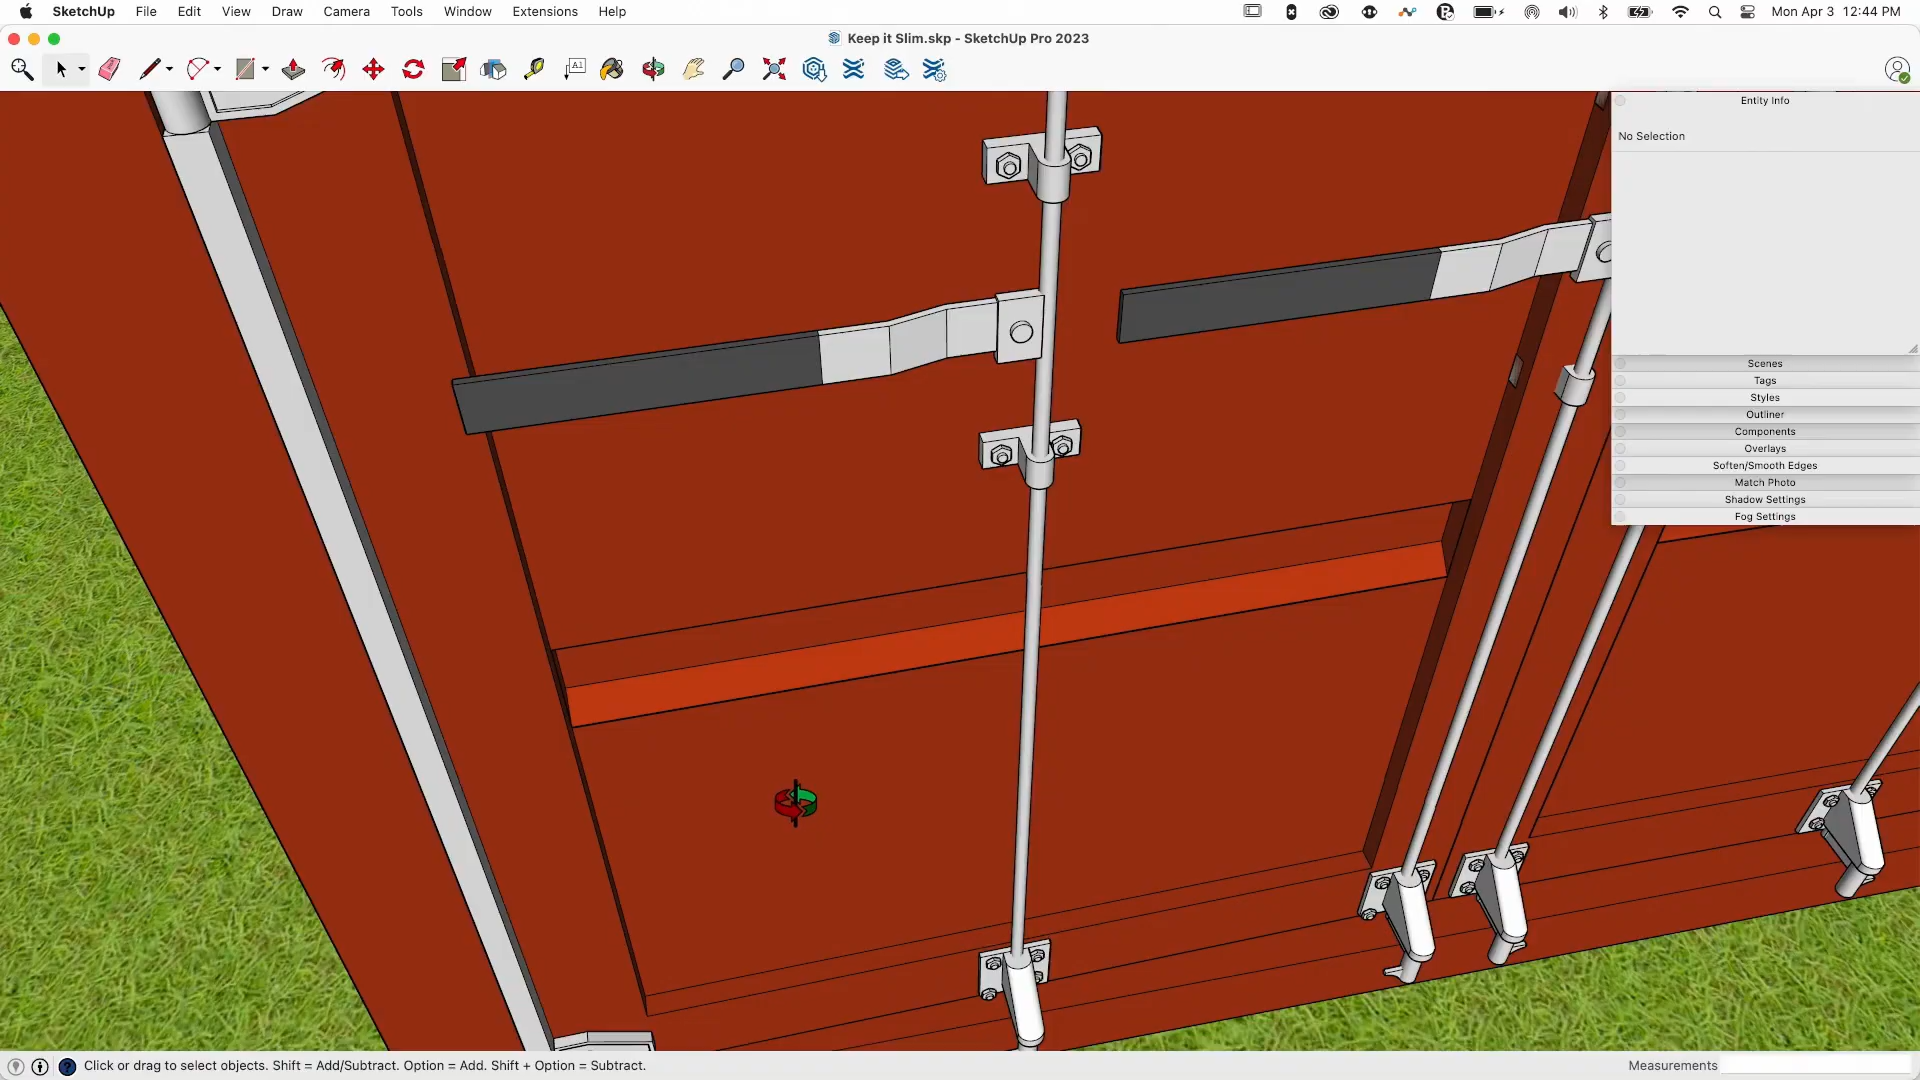 SketchUp File Edit View Draw Camera Tools Window Extensions Help Mon Apr 3 12:44 PM
Keep it Slim.skp - SketchUp Pro 2023
A1
Entity Info
No Selection
Scenes
Tags
Styles
Outliner
Components
Overlays
Soften/Smooth Edges
Match Photo
Shadow Settings
Fog Settings
Click or drag to select objects. Shift = Add/Subtract. Option = Add. Shift + Option = Subtract. Measurements